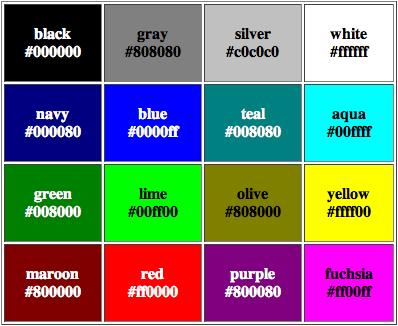 black gray silver white
#000000 #808080 #c0c0c0 #ffffff
navy blue teal aqua
#000080 #0000ff #008080 #00ffff
green lime olive yellow
#008000 #00ff00 #808000 #ffff00
maroon red purple fuchsia
#800000 #ff0000 #800080 #ff00ff